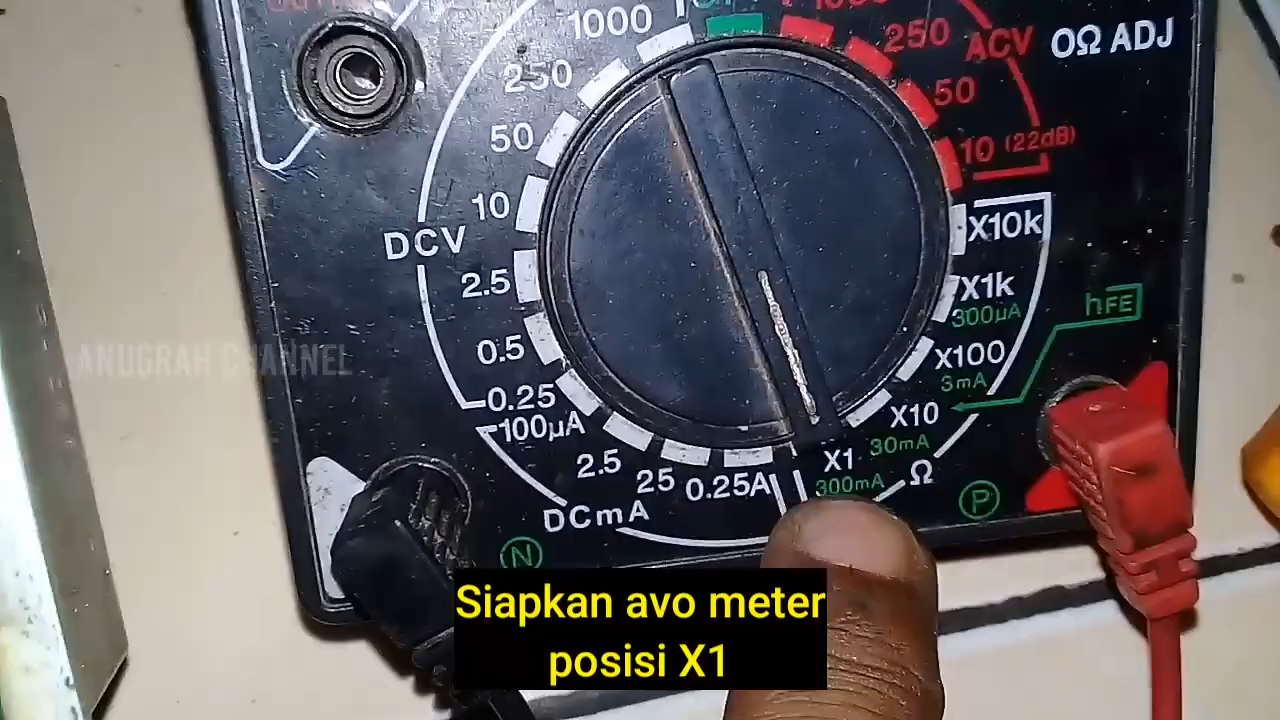 1000
250
ACV
0Ω ADJ
250
50
50
10 (22dB)
10
DCV
X10k
2.5
X1k
300µA
hFE
0.5
X100
3mA
ANUGRAH CHANNEL
0.25
100µA
X10
30mA
2.5
25
0.25A
X1
300mA
Ω
DCmA
P
N
Siapkan avo meter
posisi X1